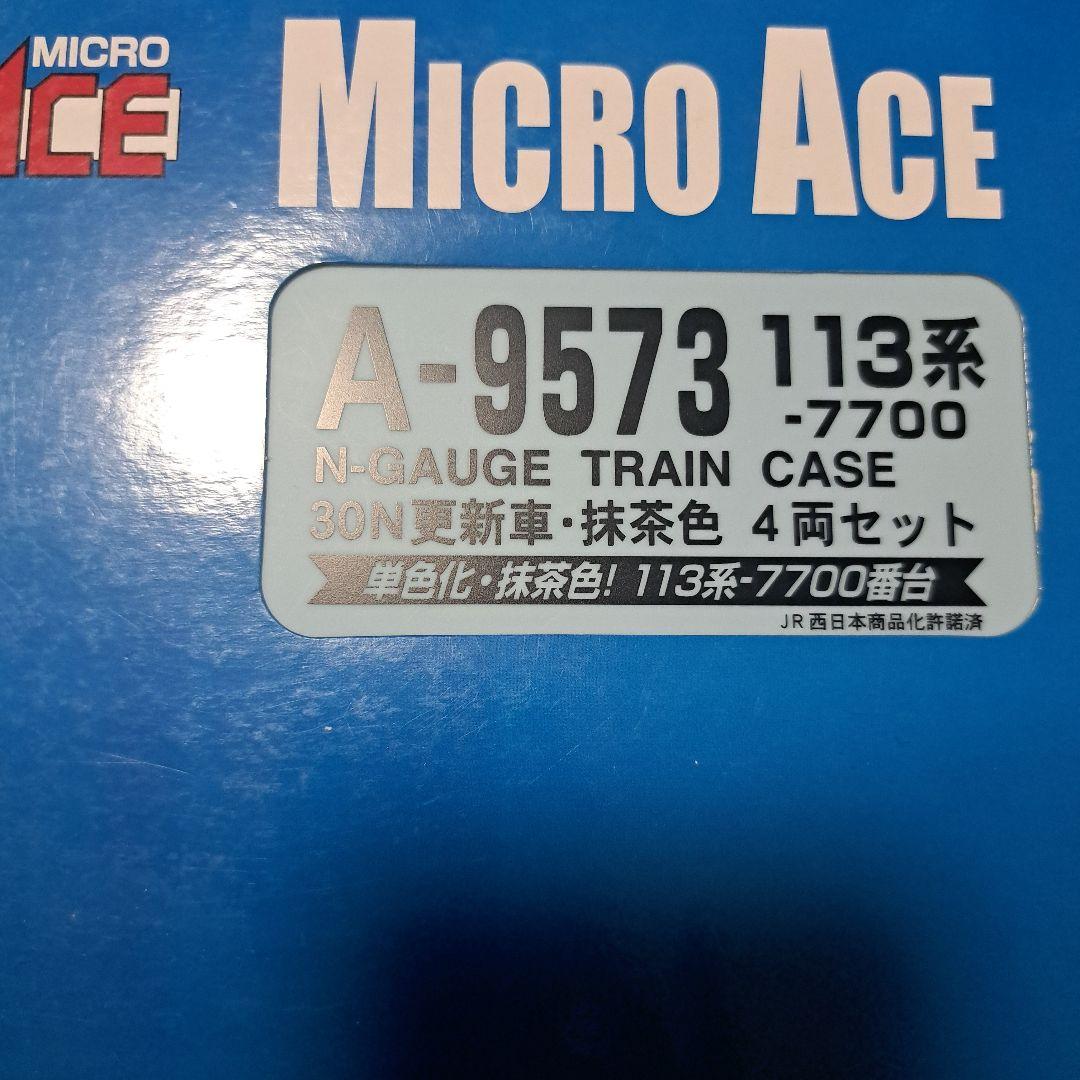 MICRO
ACE
MICRO ACE
A-9573 113系
-7700
N-GAUGE TRAIN CASE
30N更新車・抹茶色 4両セット
単色化・抹茶色! 113系-7700番台
JR西日本商品化許諾済